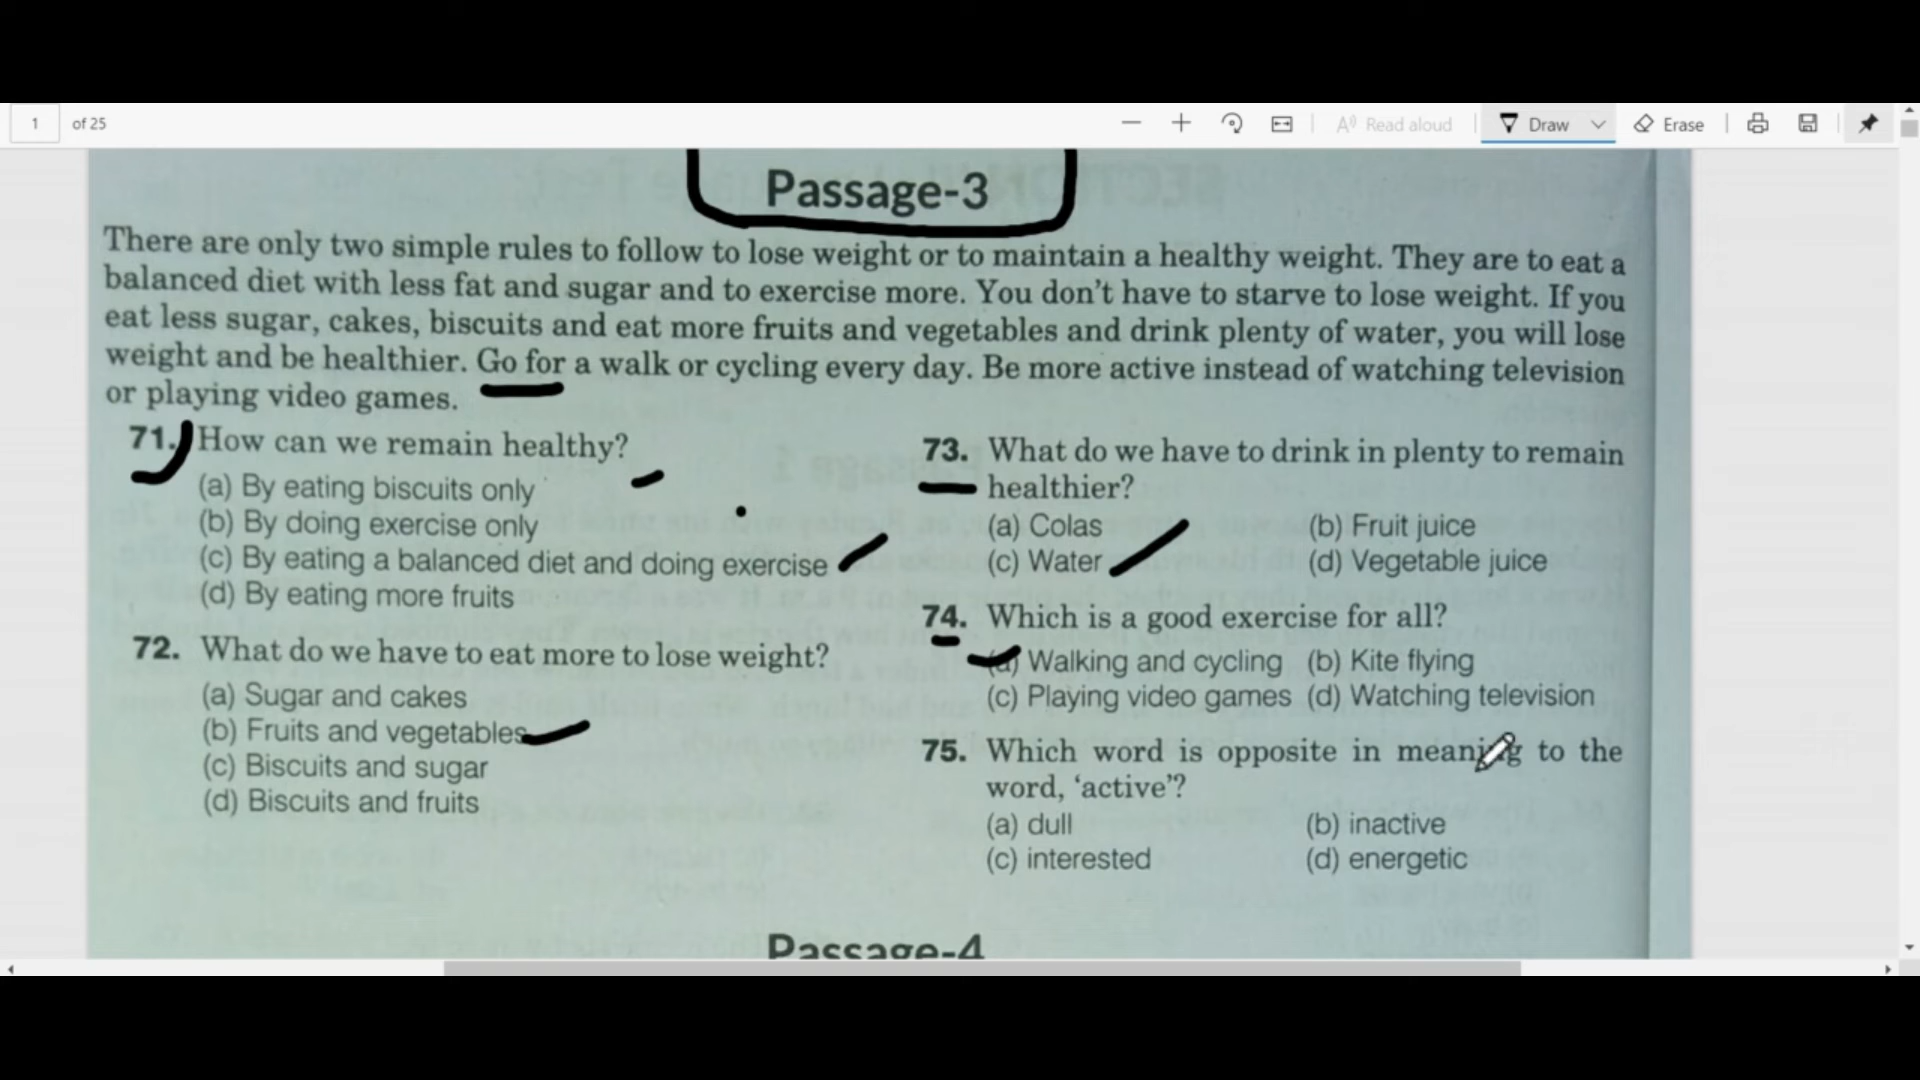 1 of 25
Read aloud
Draw
Erase
Passage-3
There are only two simple rules to follow to lose weight or to maintain a healthy weight. They are to eat a
balanced diet with less fat and sugar and to exercise more. You don't have to starve to lose weight. If you
eat less sugar, cakes, biscuits and eat more fruits and vegetables and drink plenty of water, you will lose
weight and be healthier. Go for a walk or cycling every day. Be more active instead of watching television
or playing video games.
71. How can we remain healthy?
(a) By eating biscuits only
(b) By doing exercise only
(c) By eating a balanced diet and doing exercise
(d) By eating more fruits
72. What do we have to eat more to lose weight?
(a) Sugar and cakes
(b) Fruits and vegetables
(c) Biscuits and sugar
(d) Biscuits and fruits
73. What do we have to drink in plenty to remain
healthier?
(a) Colas (b) Fruit juice
(c) Water (d) Vegetable juice
74. Which is a good exercise for all?
(a) Walking and cycling (b) Kite flying
(c) Playing video games (d) Watching television
75. Which word is opposite in meaning to the
word, 'active'?
(a) dull (b) inactive
(c) interested (d) energetic
Passage-4